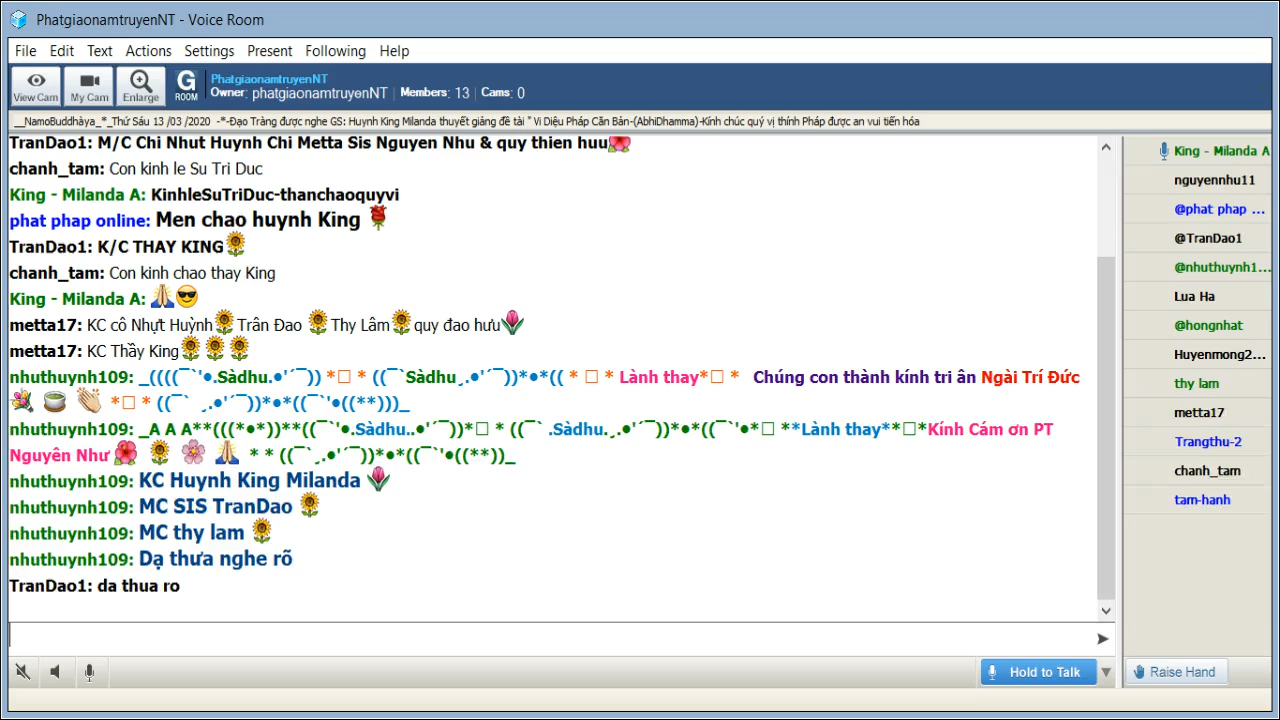 PhatgiaonamtruyenNT - Voice Room
File Edit Text Actions Settings Present Following Help
View Cam My Cam Enlarge G ROOM
PhatgiaonamtruyenNT
Owner: phatgiaonamtruyenNT Members: 13 Cams: 0
__NamoBuddhàya_*_Thứ Sáu 13 /03 /2020 -*-Đạo Tràng được nghe GS: Huynh King Milanda thuyết giảng đề tài " Vi Diệu Pháp Căn Bản-(AbhiDhamma)-Kính chúc quý vị thính Pháp được an vui tiến hóa
TranDao1: M/C Chi Nhut Huynh Chi Metta Sis Nguyen Nhu & quy thien huu🌺
chanh_tam: Con kinh le Su Tri Duc
King - Milanda A: KinhleSuTriDuc-thanchaoquyvi
phat phap online: Men chao huynh King 🌹
TranDao1: K/C THAY KING🌻
chanh_tam: Con kinh chao thay King
King - Milanda A: 🙏😎
metta17: KC cô Nhựt Huỳnh🌻Trân Đao 🌻Thy Lâm🌻quy đao hưu🌷
metta17: KC Thầy King🌻🌻🌻
nhuthuynh109: _((((¯`'●.Sàdhu.●'´¯)) *□ * ((¯`Sàdhu¸.●'´¯))*●*(( * □ * Lành thay*□ * Chúng con thành kính tri ân Ngài Trí Đức
💐 🍵 👏 *□ * ((¯` ¸.●'´¯))*●*((¯`'●((**)))_
nhuthuynh109: _A A A**(((*●*))**((¯`'●.Sàdhu..●'´¯))*□ * ((¯` .Sàdhu.¸.●'´¯))*●*((¯`'●*□ **Lành thay**□*Kính Cám ơn PT
Nguyên Như 🌺 🌻 🌸 🙏 * * ((¯`¸.●'´¯))*●*((¯`'●((**))_
nhuthuynh109: KC Huynh King Milanda 🌷
nhuthuynh109: MC SIS TranDao 🌻
nhuthuynh109: MC thy lam 🌻
nhuthuynh109: Dạ thưa nghe rõ
TranDao1: da thua ro
King - Milanda A
nguyennhu11
@phat phap ...
@TranDao1
@nhuthuynh1...
Lua Ha
@hongnhat
Huyenmong2...
thy lam
metta17
Trangthu-2
chanh_tam
tam-hanh
Hold to Talk
Raise Hand